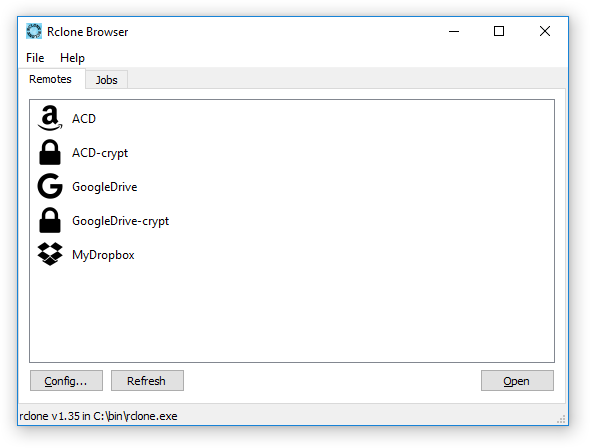 Rclone Browser
File Help
Remotes Jobs
ACD
ACD-crypt
GoogleDrive
GoogleDrive-crypt
MyDropbox
Config... Refresh Open
rclone v1.35 in C:\bin\rclone.exe